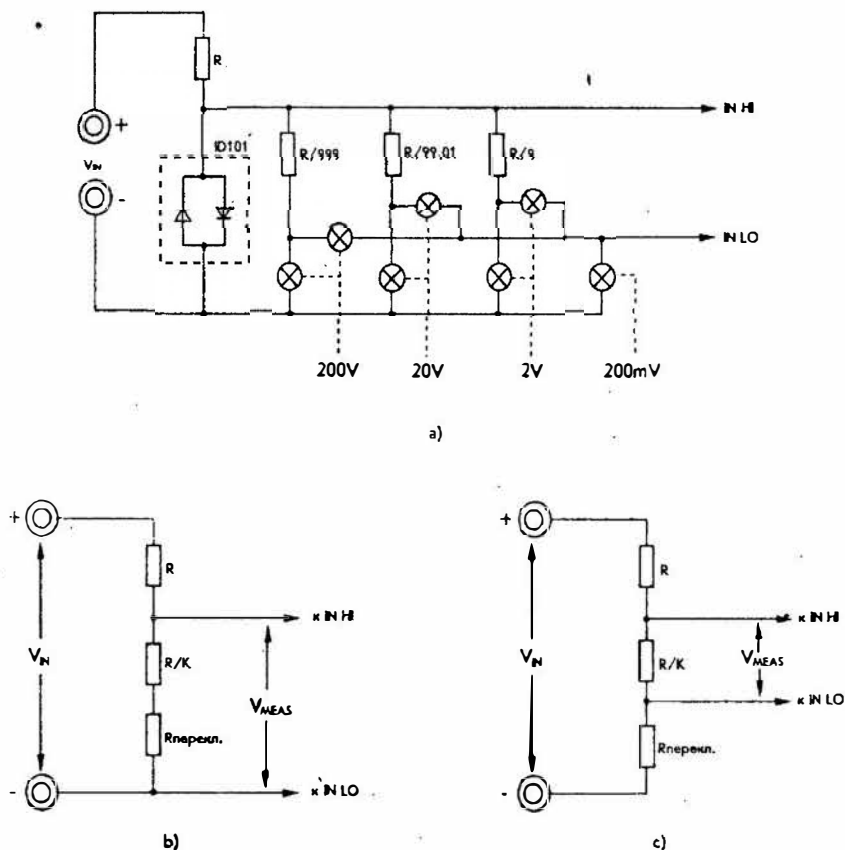 R
ID101
R/999
R/99.01
R/9
IN HI
+
VIN
-
IN LO
200V
20V
2V
200mV
a)
+
R
к IN HI
VIN
R/K
VMEAS
Rперекл.
-
к IN LO
b)
+
R
к IN HI
VIN
R/K
VMEAS
к IN LO
Rперекл.
-
c)